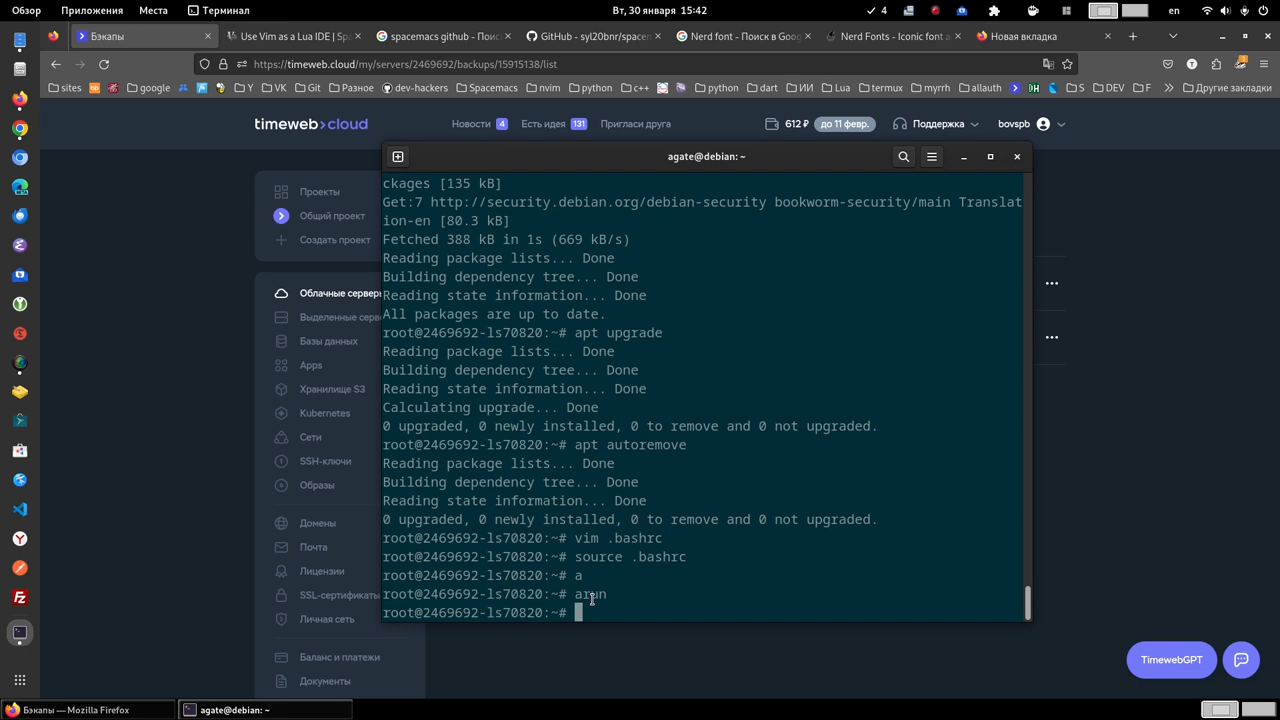 Обзор Приложения Места Терминал Вт, 30 января 15:42 4 en
Бэкапы Use Vim as a Lua IDE | Spa spacemacs github - Поиск GitHub - syl20bnr/spacem Nerd font - Поиск в Goog Nerd Fonts - Iconic font a Новая вкладка
https://timeweb.cloud/my/servers/2469692/backups/15915138/list
sites google Y VK Git Разное dev-hackers Spacemacs nvim python c++ python dart ИИ Lua termux myrrh allauth S DEV F Другие закладки
timeweb>cloud Новости 4 Есть идея 131 Пригласи друга 612 ₽ до 11 февр. Поддержка bovspb
Проекты
Общий проект
Создать проект
Облачные серверы
Выделенные серв
Базы данных
Apps
Хранилище S3
Kubernetes
Сети
SSH-ключи
Образы
Домены
Почта
Лицензии
SSL-сертификаты
Личная сеть
Баланс и платежи
Документы
agate@debian: ~
ckages [135 kB]
Get:7 http://security.debian.org/debian-security bookworm-security/main Translat
ion-en [80.3 kB]
Fetched 388 kB in 1s (669 kB/s)
Reading package lists... Done
Building dependency tree... Done
Reading state information... Done
All packages are up to date.
root@2469692-ls70820:~# apt upgrade
Reading package lists... Done
Building dependency tree... Done
Reading state information... Done
Calculating upgrade... Done
0 upgraded, 0 newly installed, 0 to remove and 0 not upgraded.
root@2469692-ls70820:~# apt autoremove
Reading package lists... Done
Building dependency tree... Done
Reading state information... Done
0 upgraded, 0 newly installed, 0 to remove and 0 not upgraded.
root@2469692-ls70820:~# vim .bashrc
root@2469692-ls70820:~# source .bashrc
root@2469692-ls70820:~# a
root@2469692-ls70820:~# arun
root@2469692-ls70820:~#
TimewebGPT
Бэкапы — Mozilla Firefox agate@debian: ~